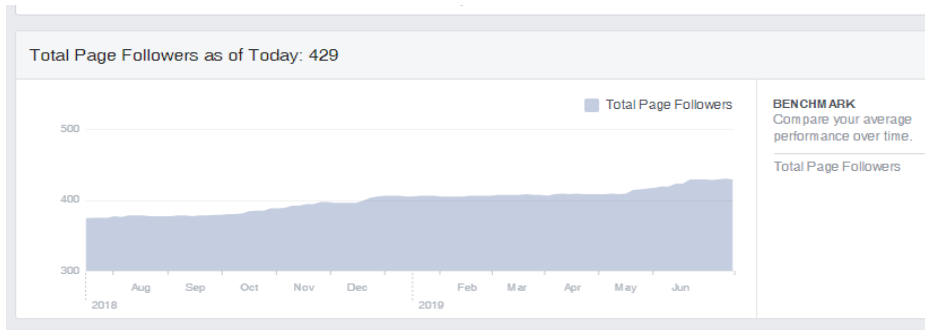 Total Page Followers as of Today: 429
Total Page Followers
BENCHMARK
Compare your average
performance over time.
Total Page Followers
500
400
300
Aug Sep Oct Nov Dec Feb Mar Apr May Jun
2018 2019